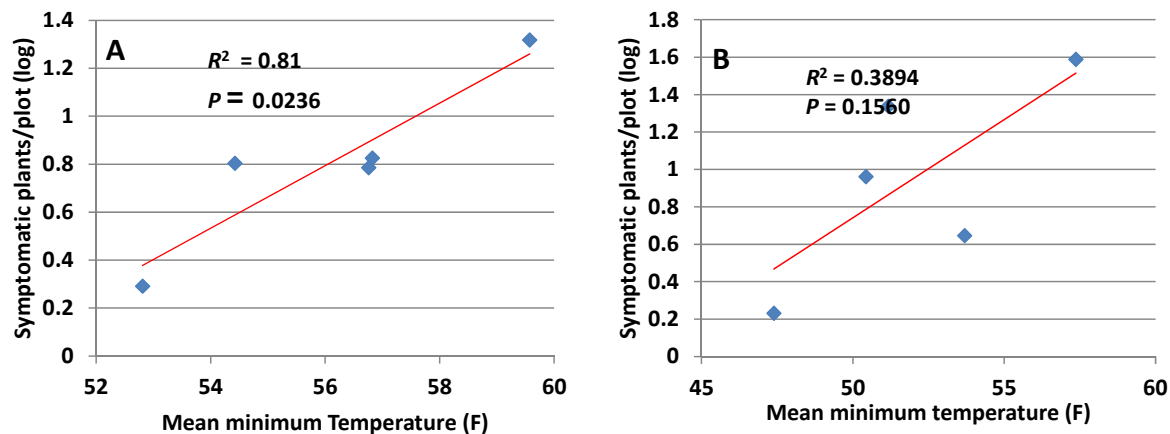 A
R² = 0.81
P = 0.0236
Symptomatic plants/plot (log)
1.4
1.2
1
0.8
0.6
0.4
0.2
0
52
54
56
58
60
Mean minimum Temperature (F)
B
R² = 0.3894
P = 0.1560
Symptomatic plants/plot (log)
1.8
1.6
1.4
1.2
1
0.8
0.6
0.4
0.2
0
45
50
55
60
Mean minimum temperature (F)